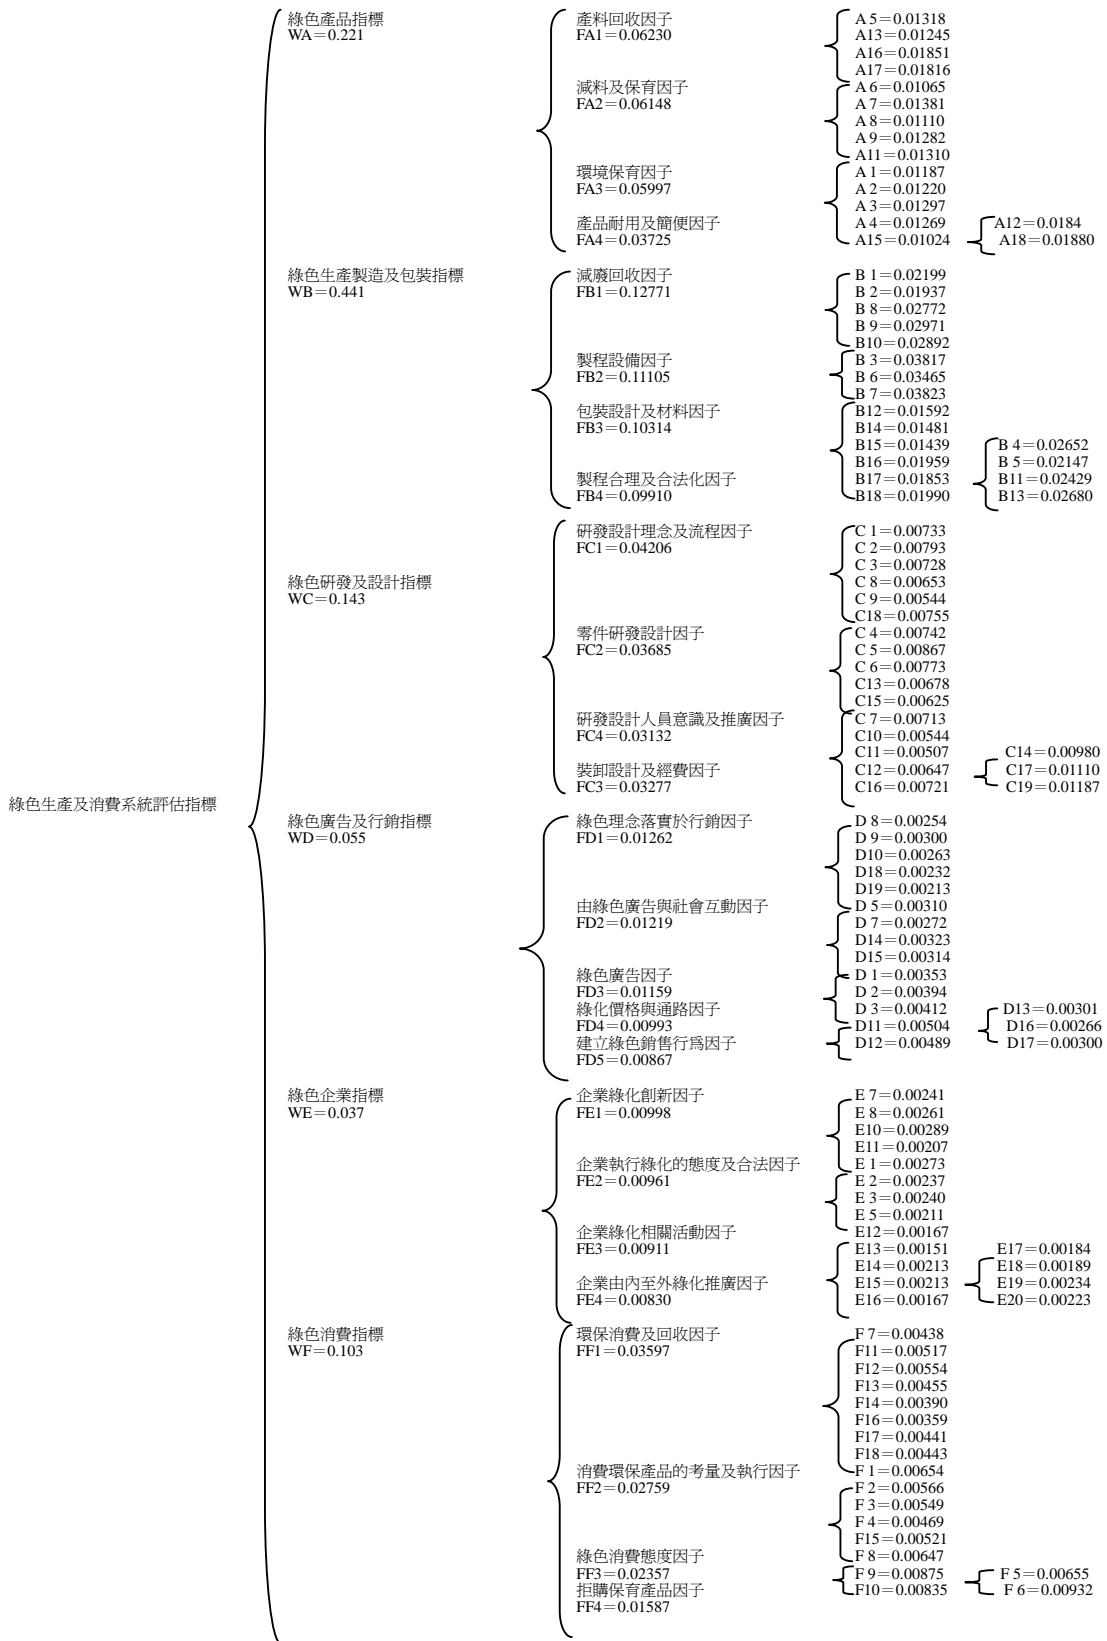 綠色生產及消費系統評估指標
綠色產品指標
WA＝0.221
產料回收因子
FA1＝0.06230
A 5＝0.01318
A13＝0.01245
A16＝0.01851
A17＝0.01816
減料及保育因子
FA2＝0.06148
A 6＝0.01065
A 7＝0.01381
A 8＝0.01110
A 9＝0.01282
A11＝0.01310
環境保育因子
FA3＝0.05997
A 1＝0.01187
A 2＝0.01220
A 3＝0.01297
A 4＝0.01269
A15＝0.01024
產品耐用及簡便因子
FA4＝0.03725
A12＝0.0184
A18＝0.01880
綠色生產製造及包裝指標
WB＝0.441
減廢回收因子
FB1＝0.12771
B 1＝0.02199
B 2＝0.01937
B 8＝0.02772
B 9＝0.02971
B10＝0.02892
製程設備因子
FB2＝0.11105
B 3＝0.03817
B 6＝0.03465
B 7＝0.03823
包裝設計及材料因子
FB3＝0.10314
B12＝0.01592
B14＝0.01481
B15＝0.01439
B16＝0.01959
B17＝0.01853
B18＝0.01990
製程合理及合法化因子
FB4＝0.09910
B 4＝0.02652
B 5＝0.02147
B11＝0.02429
B13＝0.02680
綠色研發及設計指標
WC＝0.143
研發設計理念及流程因子
FC1＝0.04206
C 1＝0.00733
C 2＝0.00793
C 3＝0.00728
C 8＝0.00653
C 9＝0.00544
C18＝0.00755
零件研發設計因子
FC2＝0.03685
C 4＝0.00742
C 5＝0.00867
C 6＝0.00773
C13＝0.00678
C15＝0.00625
研發設計人員意識及推廣因子
FC4＝0.03132
C 7＝0.00713
C10＝0.00544
C11＝0.00507
C12＝0.00647
C16＝0.00721
裝卸設計及經費因子
FC3＝0.03277
C14＝0.00980
C17＝0.01110
C19＝0.01187
綠色廣告及行銷指標
WD＝0.055
綠色理念落實於行銷因子
FD1＝0.01262
D 8＝0.00254
D 9＝0.00300
D10＝0.00263
D18＝0.00232
D19＝0.00213
D 5＝0.00310
由綠色廣告與社會互動因子
FD2＝0.01219
D 7＝0.00272
D14＝0.00323
D15＝0.00314
綠色廣告因子
FD3＝0.01159
D 1＝0.00353
D 2＝0.00394
D 3＝0.00412
綠化價格與通路因子
FD4＝0.00993
D11＝0.00504
D12＝0.00489
建立綠色銷售行為因子
FD5＝0.00867
D13＝0.00301
D16＝0.00266
D17＝0.00300
綠色企業指標
WE＝0.037
企業綠化創新因子
FE1＝0.00998
E 7＝0.00241
E 8＝0.00261
E10＝0.00289
E11＝0.00207
E 1＝0.00273
企業執行綠化的態度及合法因子
FE2＝0.00961
E 2＝0.00237
E 3＝0.00240
E 5＝0.00211
E12＝0.00167
企業綠化相關活動因子
FE3＝0.00911
E13＝0.00151
E14＝0.00213
E15＝0.00213
E16＝0.00167
企業由內至外綠化推廣因子
FE4＝0.00830
E17＝0.00184
E18＝0.00189
E19＝0.00234
E20＝0.00223
綠色消費指標
WF＝0.103
環保消費及回收因子
FF1＝0.03597
F 7＝0.00438
F11＝0.00517
F12＝0.00554
F13＝0.00455
F14＝0.00390
F16＝0.00359
F17＝0.00441
F18＝0.00443
F 1＝0.00654
消費環保產品的考量及執行因子
FF2＝0.02759
F 2＝0.00566
F 3＝0.00549
F 4＝0.00469
F15＝0.00521
F 8＝0.00647
綠色消費態度因子
FF3＝0.02357
F 9＝0.00875
F10＝0.00835
拒購保育產品因子
FF4＝0.01587
F 5＝0.00655
F 6＝0.00932